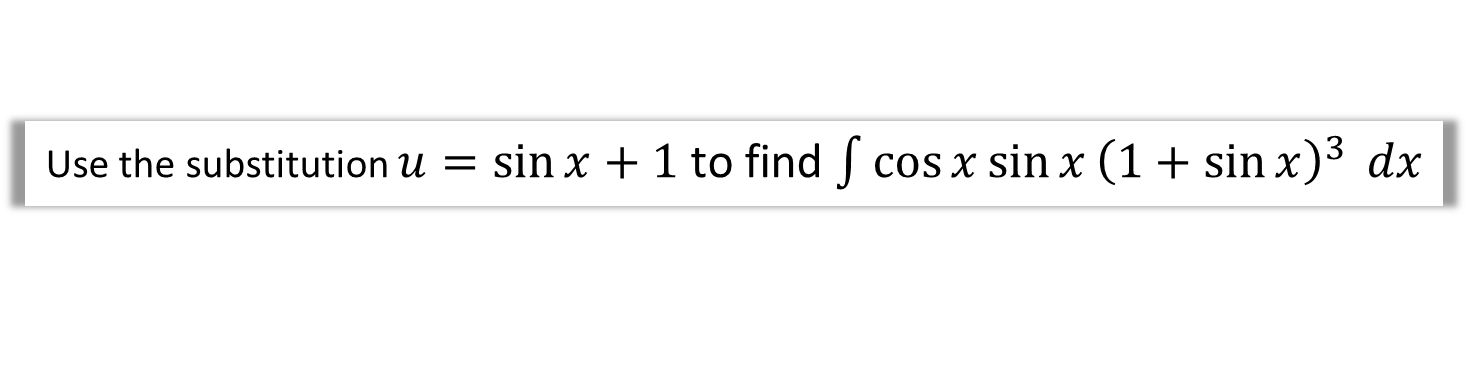 Use the substitution u = sin x + 1 to find ∫ cos x sin x (1 + sin x)³ dx